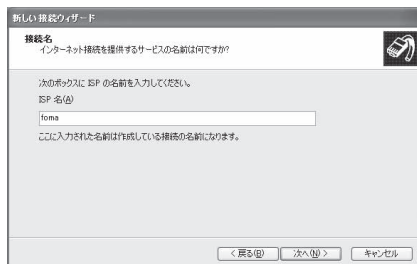 新しい接続ウィザード
接続名
インターネット接続を提供するサービスの名前は何ですか?
次のボックスに ISP の名前を入力してください。
ISP 名(A)
foma
ここに入力された名前は作成している接続の名前になります。
< 戻る(B)
次へ(N) >
キャンセル